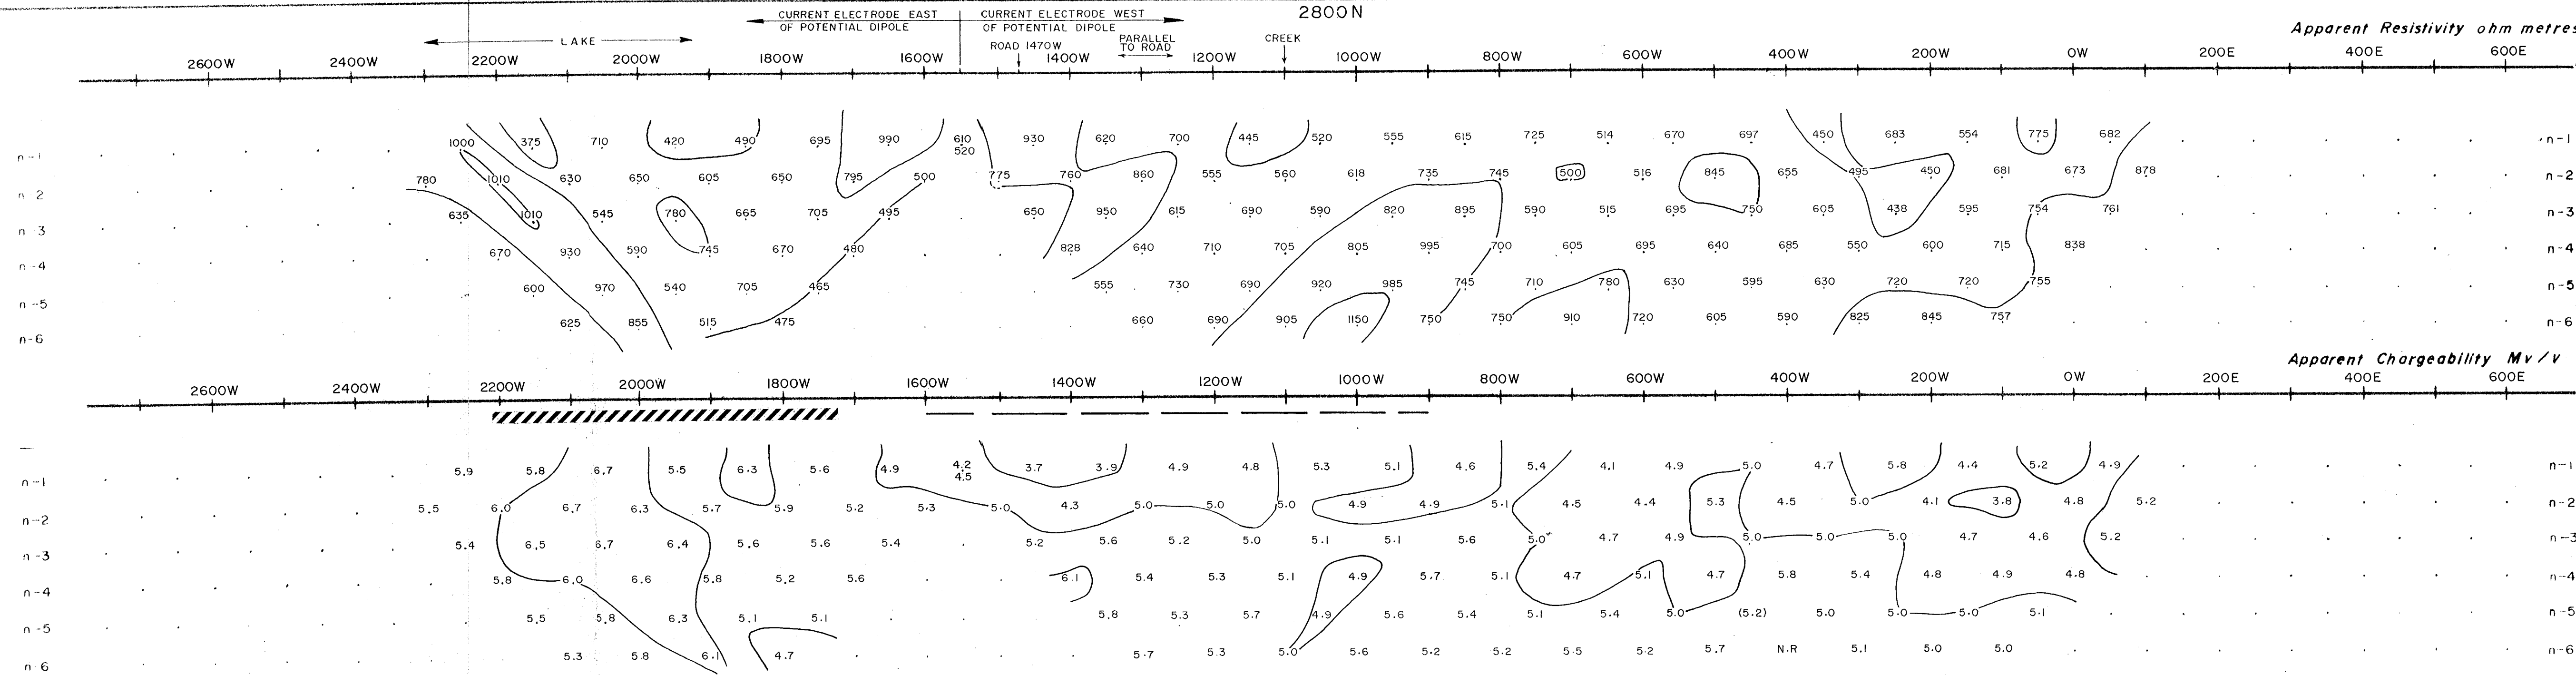 2800N
CURRENT ELECTRODE EAST OF POTENTIAL DIPOLE
CURRENT ELECTRODE WEST OF POTENTIAL DIPOLE
Apparent Resistivity ohm metres
LAKE
ROAD 1470W
PARALLEL TO ROAD
CREEK
2600W 2400W 2200W 2000W 1800W 1600W 1400W 1200W 1000W 800W 600W 400W 200W 0W 200E 400E 600E
n-1 1000 375 710 420 490 695 990 610 930 620 700 445 520 555 615 725 514 670 697 450 683 554 775 682 n-1
520
n 2 780 1010 630 650 605 650 795 500 775 760 860 555 560 618 735 745 500 516 845 655 495 450 681 673 878 n-2
n-3 635 1010 545 780 665 705 495 650 950 615 690 590 820 895 590 515 695 750 605 438 595 754 761 n-3
n-4 670 930 590 745 670 480 828 640 710 705 805 995 700 605 695 640 685 550 600 715 838 n-4
n-5 600 970 540 705 465 555 730 690 920 985 745 710 780 630 595 630 720 720 755 n-5
n-6 625 855 515 475 660 690 905 1150 750 750 910 720 605 590 825 845 757 n-6
Apparent Chargeability Mv/v
2600W 2400W 2200W 2000W 1800W 1600W 1400W 1200W 1000W 800W 600W 400W 200W 0W 200E 400E 600E
n-1 5.9 5.8 6.7 5.5 6.3 5.6 4.9 4.2 3.7 3.9 4.9 4.8 5.3 5.1 4.6 5.4 4.1 4.9 5.0 4.7 5.8 4.4 5.2 4.9 n-1
4.5
n-2 5.5 6.0 6.7 6.3 5.7 5.9 5.2 5.3 5.0 4.3 5.0 5.0 5.0 4.9 4.9 5.1 4.5 4.4 5.3 4.5 5.0 4.1 3.8 4.8 5.2 n-2
n-3 5.4 6.5 6.7 6.4 5.6 5.6 5.4 5.2 5.6 5.2 5.0 5.1 5.1 5.6 5.0 4.7 4.9 5.0 5.0 5.0 4.7 4.6 5.2 n-3
n-4 5.8 6.0 6.6 5.8 5.2 5.6 6.1 5.4 5.3 5.1 4.9 5.7 5.1 4.7 5.1 4.7 5.8 5.4 4.8 4.9 4.8 n-4
n-5 5.5 5.8 6.3 5.1 5.1 5.8 5.3 5.7 4.9 5.6 5.4 5.1 5.4 5.0 (5.2) 5.0 5.0 5.0 5.1 n-5
n-6 5.3 5.8 6.1 4.7 5.7 5.3 5.0 5.6 5.2 5.2 5.5 5.2 5.7 N.R 5.1 5.0 5.0 n-6